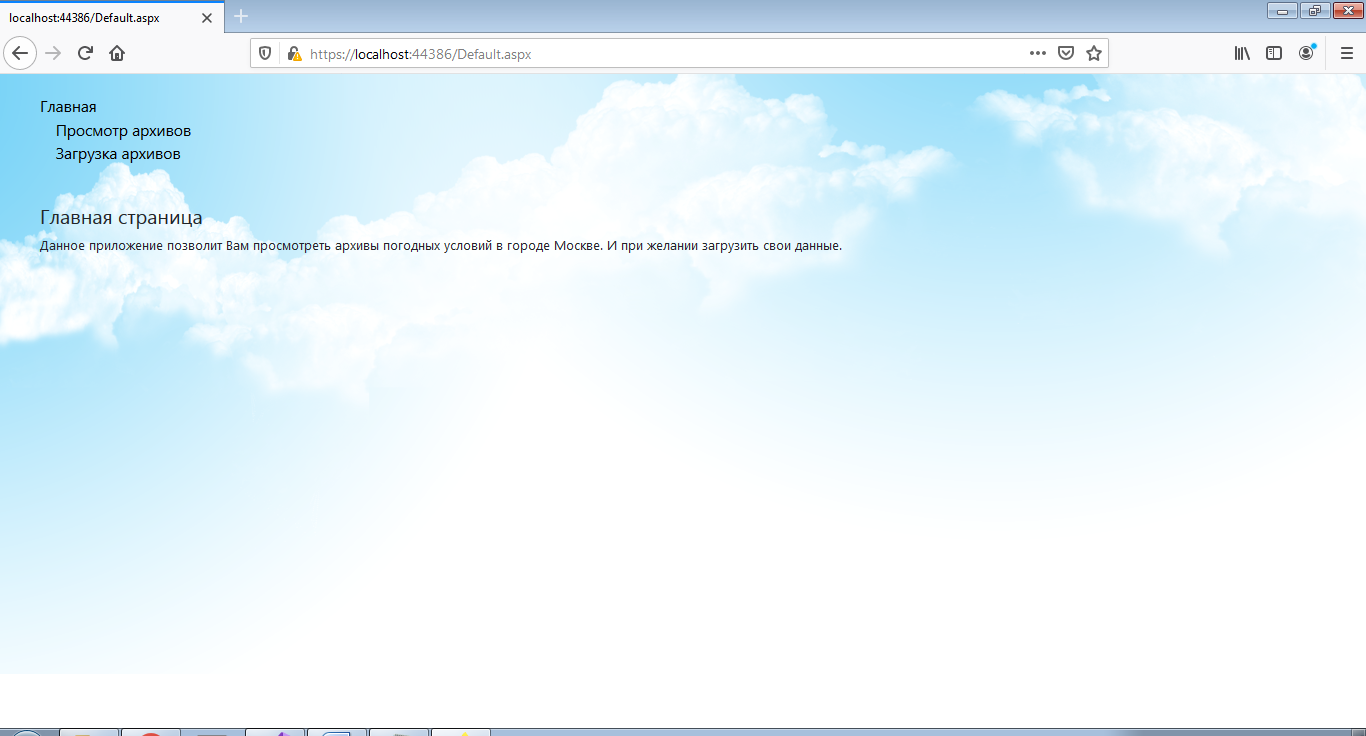 localhost:44386/Default.aspx
https://localhost:44386/Default.aspx
Главная
Просмотр архивов
Загрузка архивов
Главная страница
Данное приложение позволит Вам просмотреть архивы погодных условий в городе Москве. И при желании загрузить свои данные.